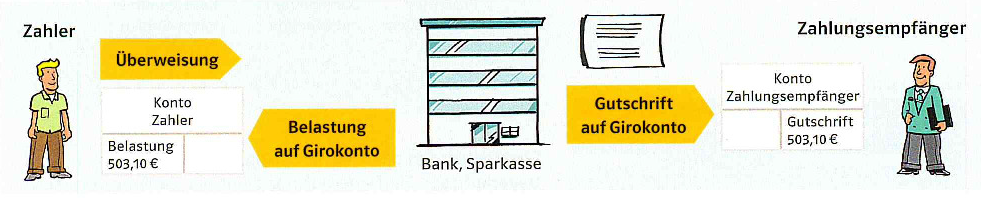 Zahler
Überweisung
Konto
Zahler
Belastung
503,10 €
Belastung
auf Girokonto
Bank, Sparkasse
Gutschrift
auf Girokonto
Zahlungsempfänger
Konto
Zahlungsempfänger
Gutschrift
503,10 €